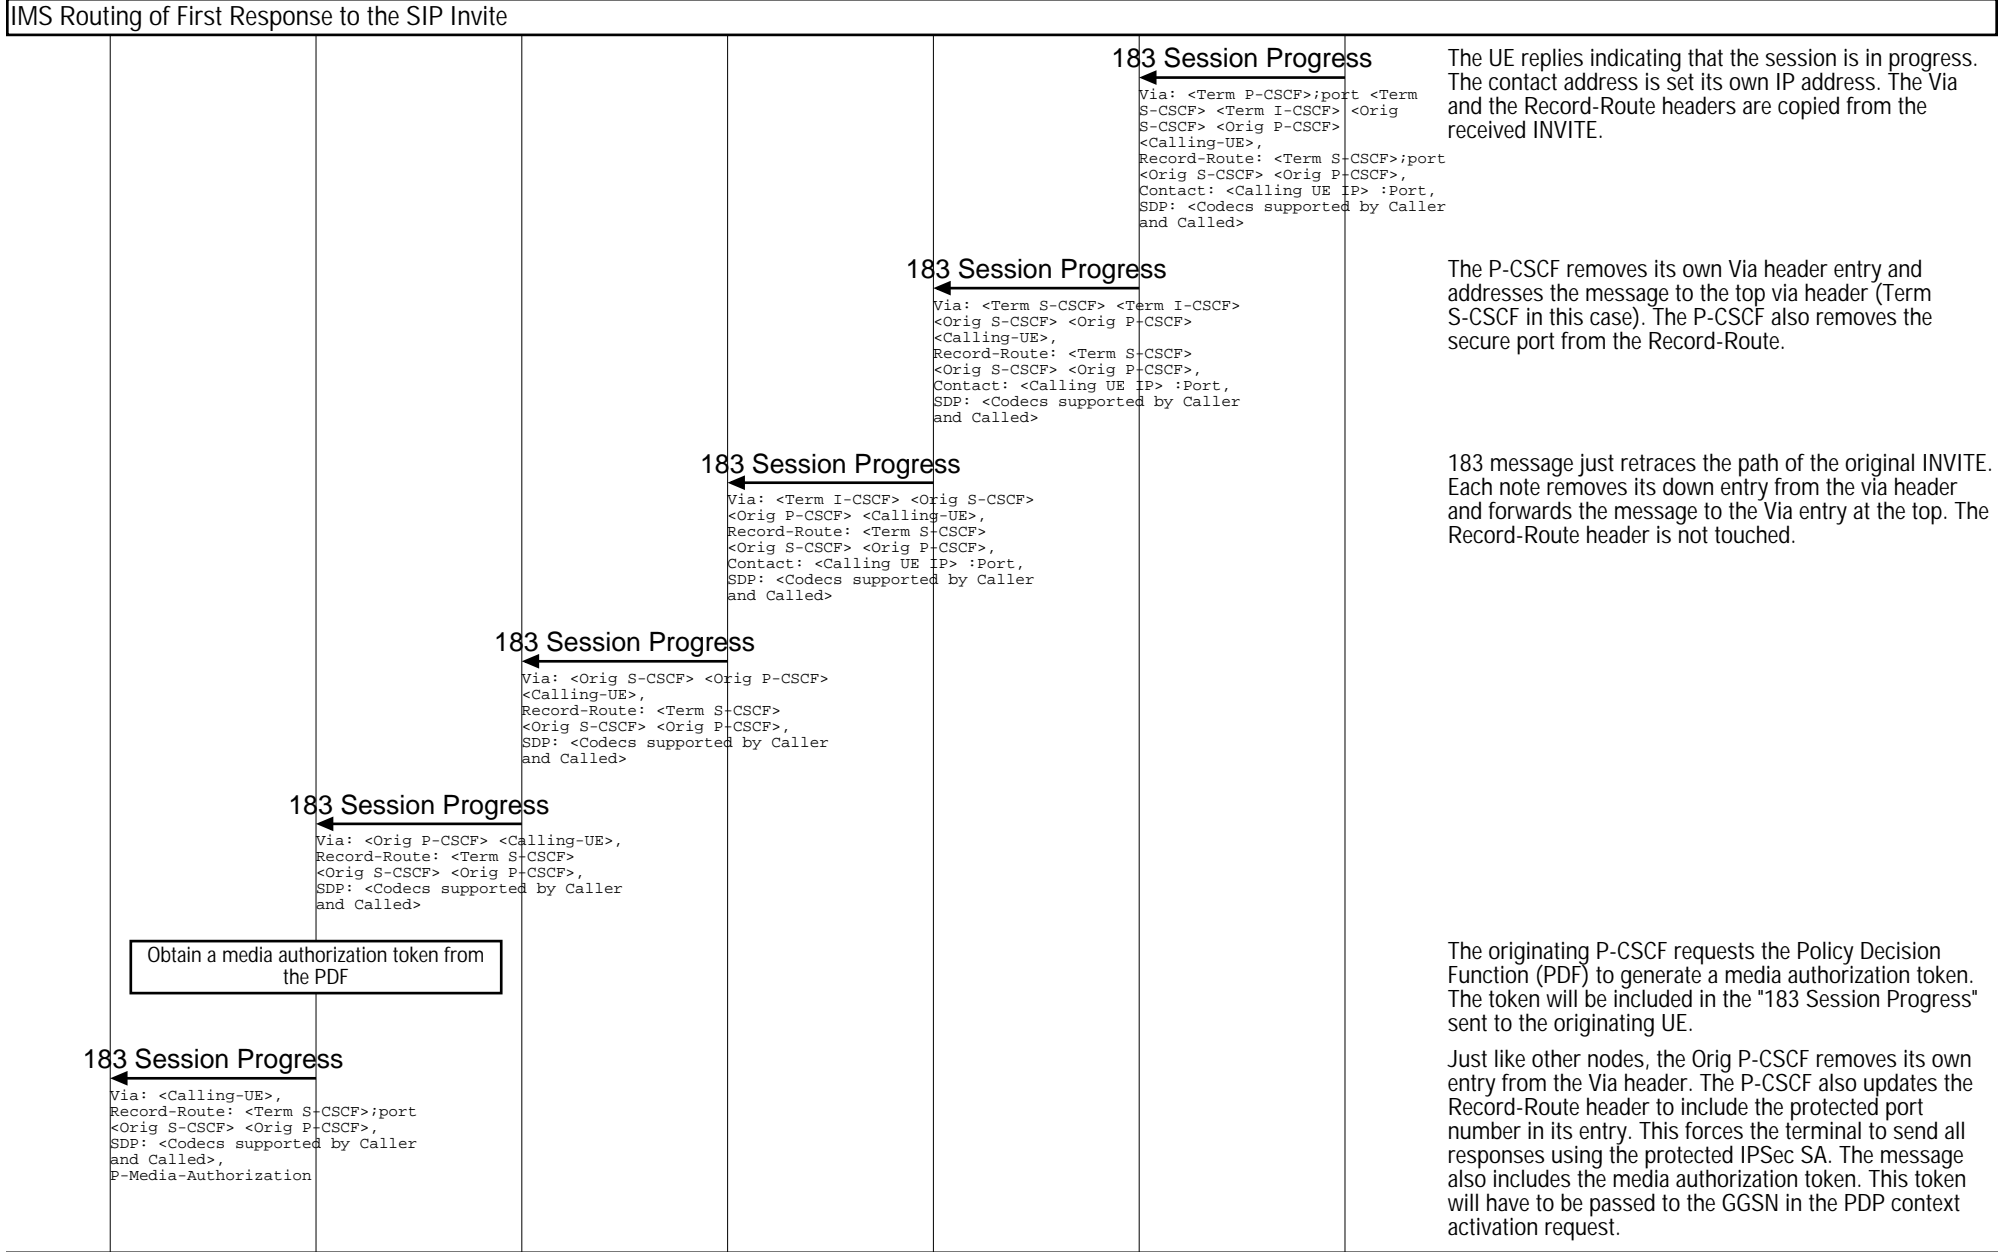 IMS Routing of First Response to the SIP Invite
183 Session Progress
Via: <Term P-CSCF>;port <Term
S-CSCF> <Term I-CSCF> <Orig
S-CSCF> <Orig P-CSCF>
<Calling-UE>,
Record-Route: <Term S-CSCF>;port
<Orig S-CSCF> <Orig P-CSCF>,
Contact: <Calling UE IP> :Port,
SDP: <Codecs supported by Caller
and Called>
The UE replies indicating that the session is in progress.
The contact address is set its own IP address. The Via
and the Record-Route headers are copied from the
received INVITE.
183 Session Progress
Via: <Term S-CSCF> <Term I-CSCF>
<Orig S-CSCF> <Orig P-CSCF>
<Calling-UE>,
Record-Route: <Term S-CSCF>
<Orig S-CSCF> <Orig P-CSCF>,
Contact: <Calling UE IP> :Port,
SDP: <Codecs supported by Caller
and Called>
The P-CSCF removes its own Via header entry and
addresses the message to the top via header (Term
S-CSCF in this case). The P-CSCF also removes the
secure port from the Record-Route.
183 Session Progress
Via: <Term I-CSCF> <Orig S-CSCF>
<Orig P-CSCF> <Calling-UE>,
Record-Route: <Term S-CSCF>
<Orig S-CSCF> <Orig P-CSCF>,
Contact: <Calling UE IP> :Port,
SDP: <Codecs supported by Caller
and Called>
183 message just retraces the path of the original INVITE.
Each note removes its down entry from the via header
and forwards the message to the Via entry at the top. The
Record-Route header is not touched.
183 Session Progress
Via: <Orig S-CSCF> <Orig P-CSCF>
<Calling-UE>,
Record-Route: <Term S-CSCF>
<Orig S-CSCF> <Orig P-CSCF>,
SDP: <Codecs supported by Caller
and Called>
183 Session Progress
Via: <Orig P-CSCF> <Calling-UE>,
Record-Route: <Term S-CSCF>
<Orig S-CSCF> <Orig P-CSCF>,
SDP: <Codecs supported by Caller
and Called>
Obtain a media authorization token from
the PDF
The originating P-CSCF requests the Policy Decision
Function (PDF) to generate a media authorization token.
The token will be included in the "183 Session Progress"
sent to the originating UE.
183 Session Progress
Via: <Calling-UE>,
Record-Route: <Term S-CSCF>;port
<Orig S-CSCF> <Orig P-CSCF>,
SDP: <Codecs supported by Caller
and Called>,
P-Media-Authorization
Just like other nodes, the Orig P-CSCF removes its own
entry from the Via header. The P-CSCF also updates the
Record-Route header to include the protected port
number in its entry. This forces the terminal to send all
responses using the protected IPSec SA. The message
also includes the media authorization token. This token
will have to be passed to the GGSN in the PDP context
activation request.